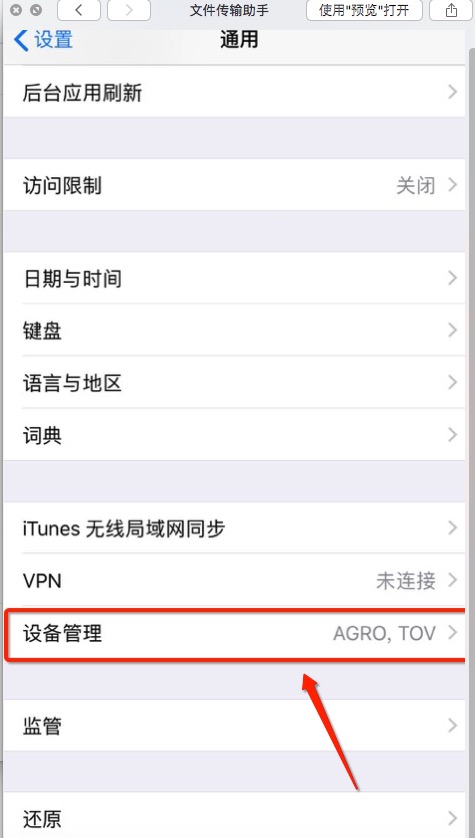 文件传输助手
使用"预览"打开
设置
通用
后台应用刷新
访问限制 关闭
日期与时间
键盘
语言与地区
词典
iTunes 无线局域网同步
VPN 未连接
设备管理 AGRO, TOV
监管
还原